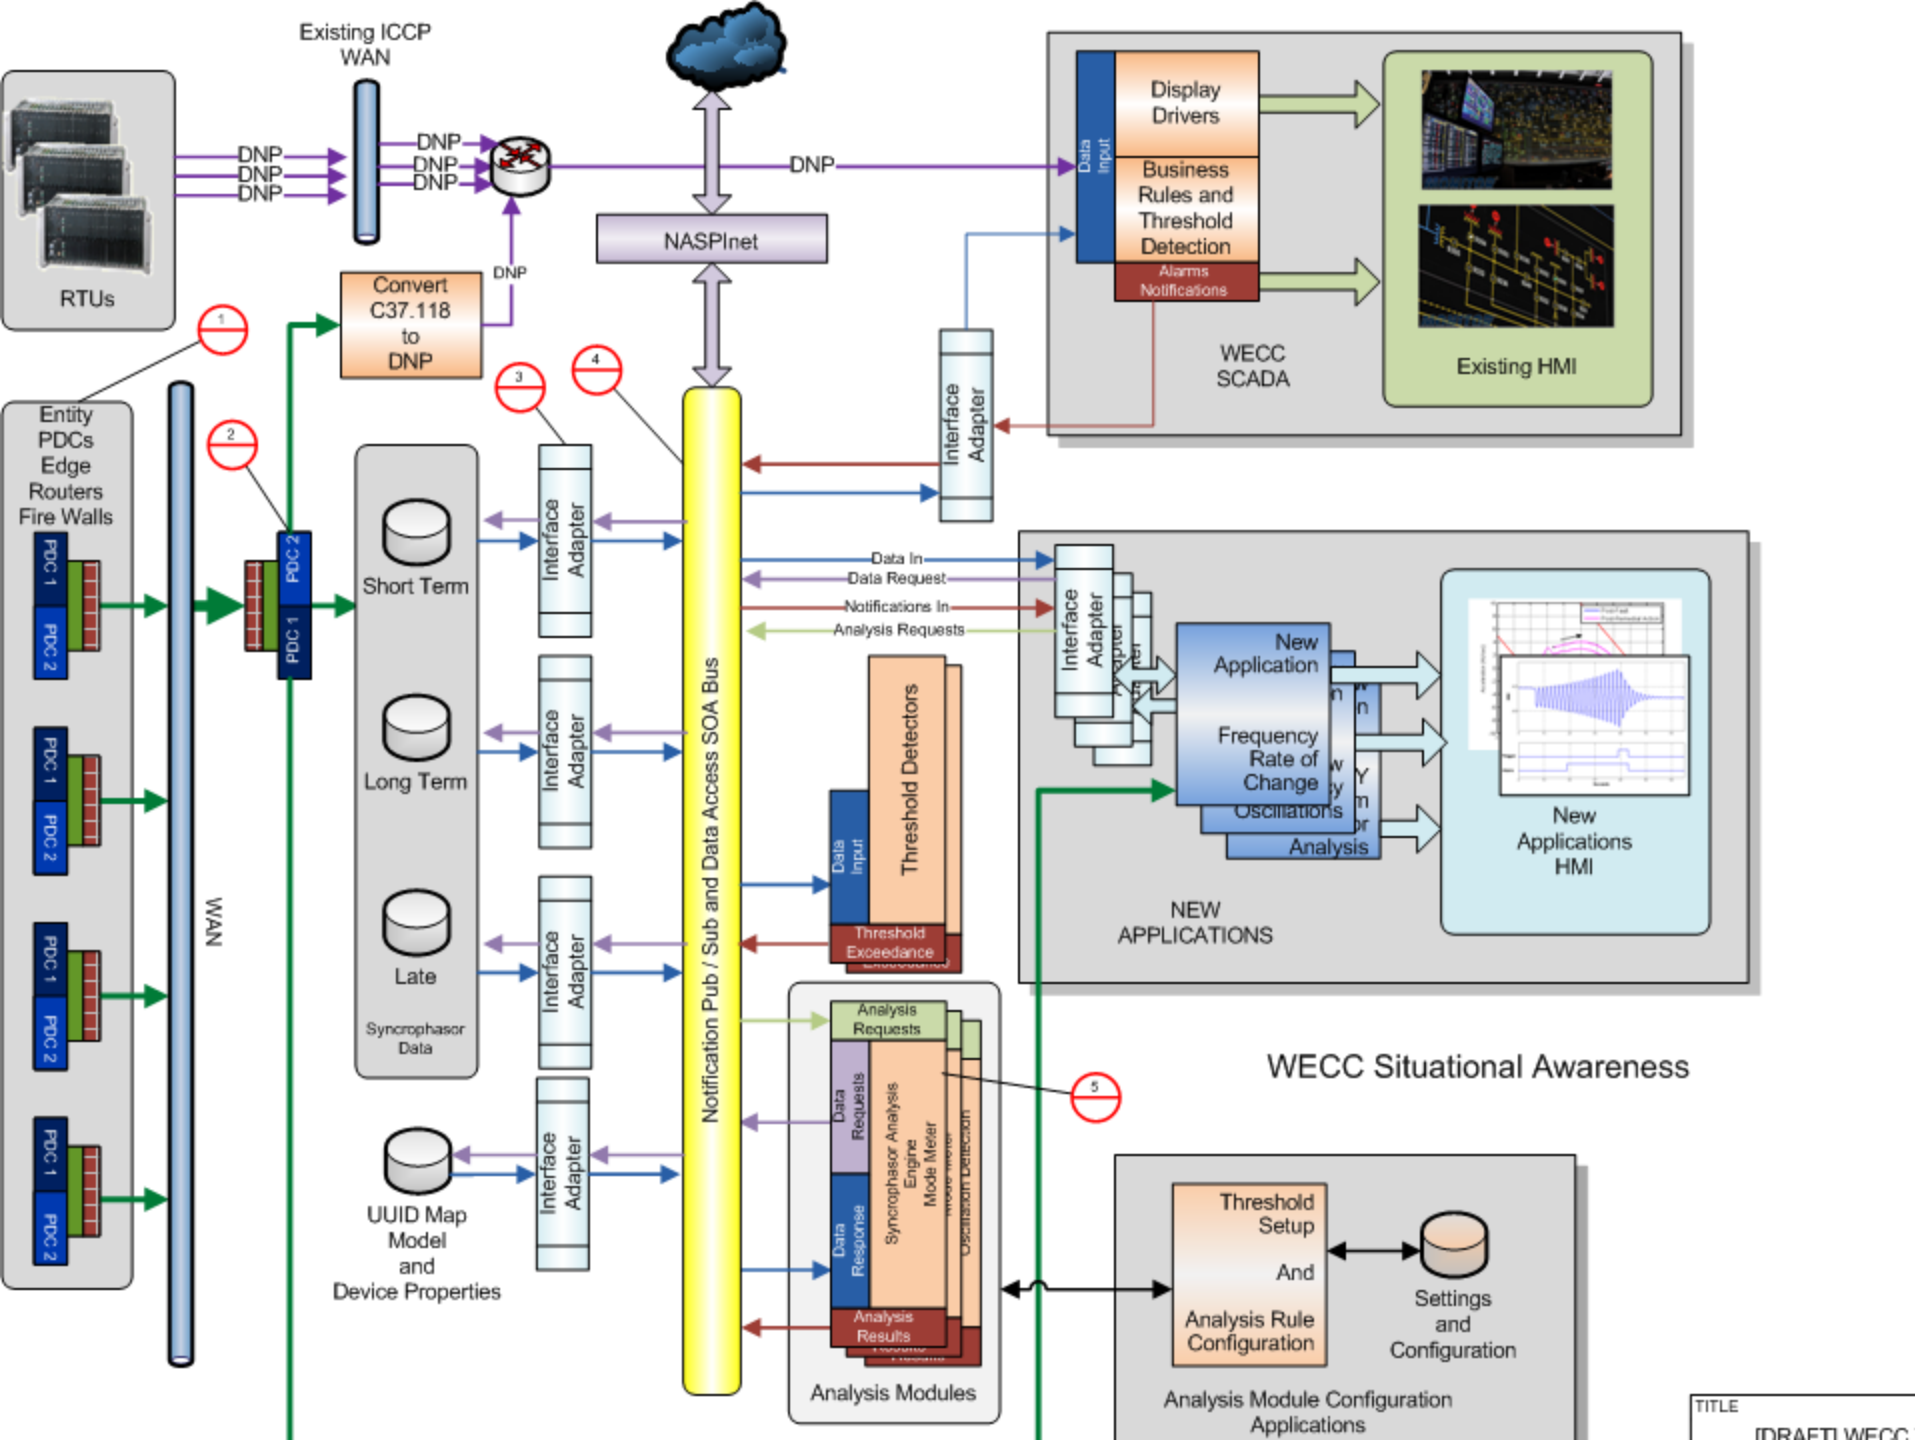 Existing ICCP
WAN
RTUs
DNP
DNP
DNP
DNP
DNP
DNP
DNP
DNP
Convert
C37.118
to
DNP
NASPInet
1
2
3
4
5
Entity
PDCs
Edge
Routers
Fire Walls
PDC 1
PDC 2
PDC 1
PDC 2
PDC 1
PDC 2
PDC 1
PDC 2
WAN
PDC 2
PDC 1
Short Term
Long Term
Late
Syncrophasor
Data
UUID Map
Model
and
Device Properties
Interface
Adapter
Interface
Adapter
Interface
Adapter
Interface
Adapter
Notification Pub / Sub and Data Access SOA Bus
Interface
Adapter
Data
Input
Display
Drivers
Business
Rules and
Threshold
Detection
Alarms
Notifications
WECC
SCADA
Existing HMI
Data In
Data Request
Notifications In
Analysis Requests
Interface
Adapter
New
Application
Frequency
Rate of
Change
Oscillations
Analysis
New
Applications
HMI
NEW
APPLICATIONS
Data
Input
Threshold Detectors
Threshold
Exceedance
Exceedance
Analysis
Requests
Data
Requests
Data
Response
Syncrophasor Analysis
Engine
Mode Meter
Oscillation Detection
Analysis
Results
Results
Results
Analysis Modules
WECC Situational Awareness
Threshold
Setup
And
Analysis Rule
Configuration
Settings
and
Configuration
Analysis Module Configuration
Applications
TITLE
[DRAFT] WECC